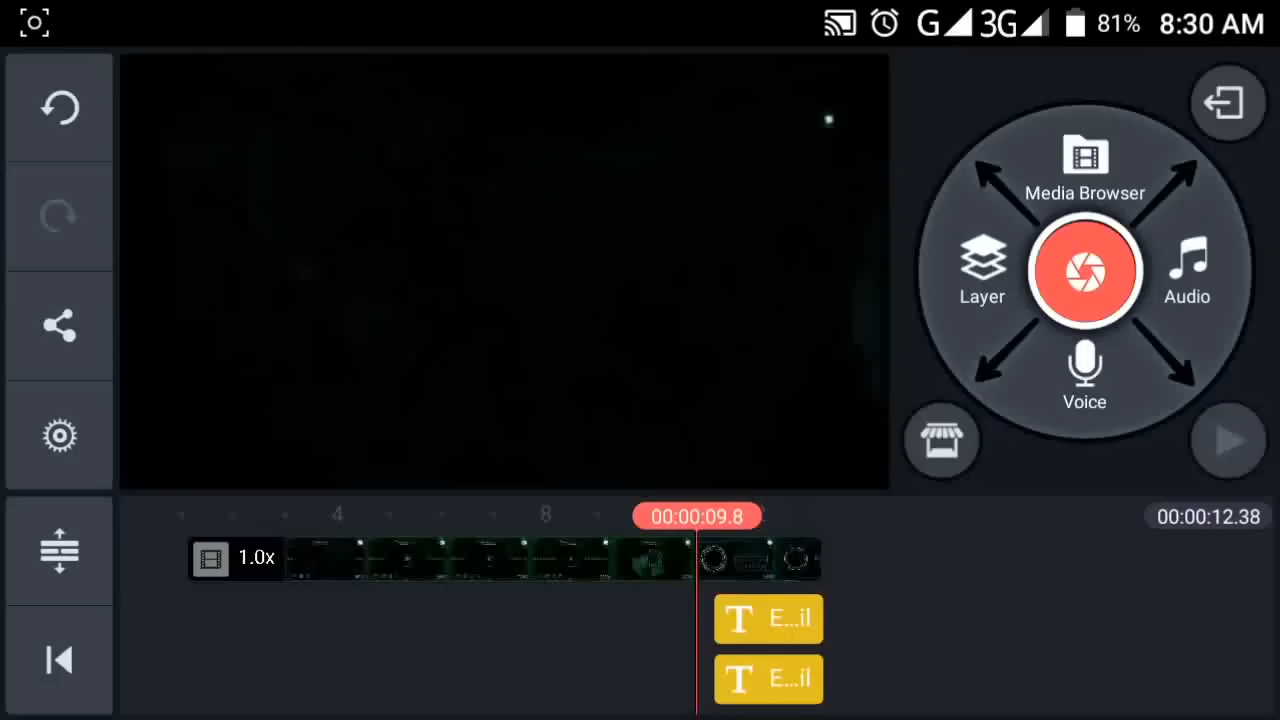 G 3G 81% 8:30 AM
Media Browser
Layer
Audio
Voice
4 8 00:00:09.8 00:00:12.38
1.0x
T E...il
T E...il